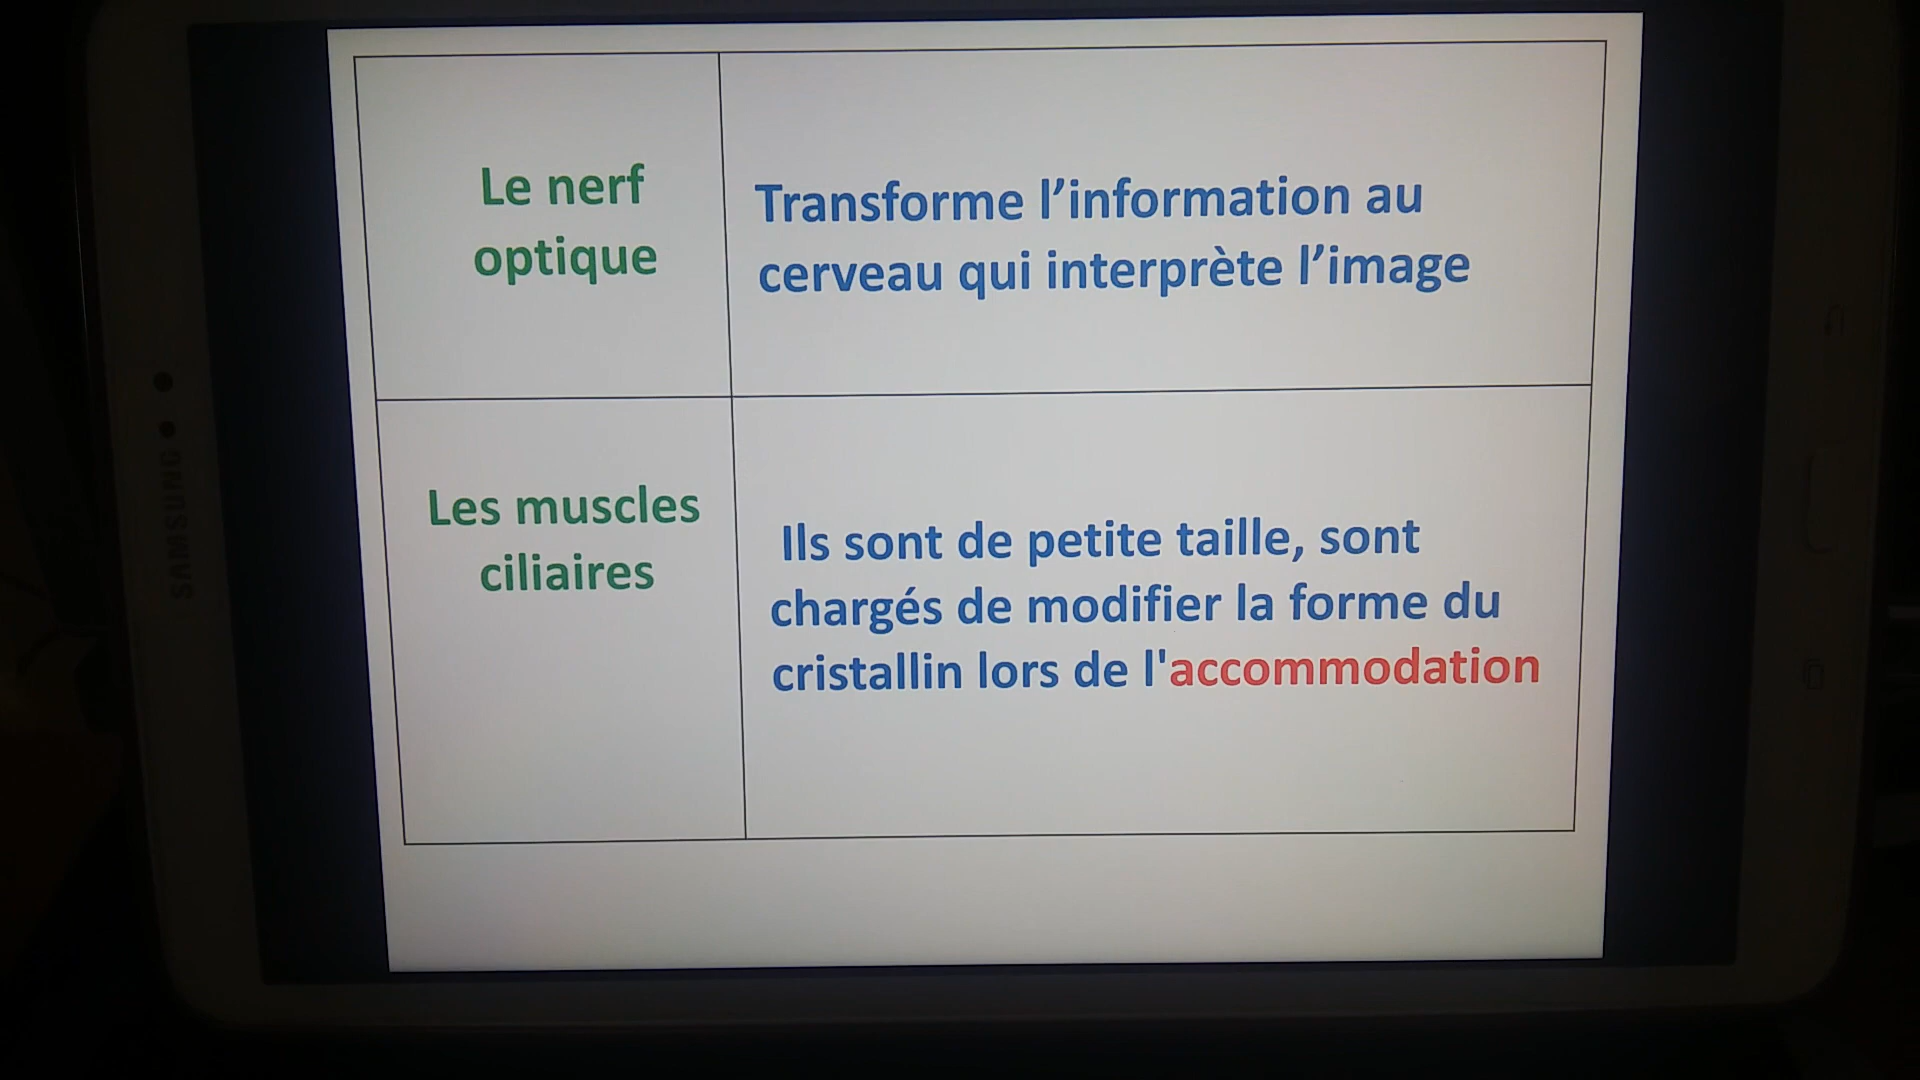 Le nerf
optique
Transforme l’information au
cerveau qui interprète l’image
Les muscles
ciliaires
Ils sont de petite taille, sont
chargés de modifier la forme du
cristallin lors de l'accommodation
SAMSUNG